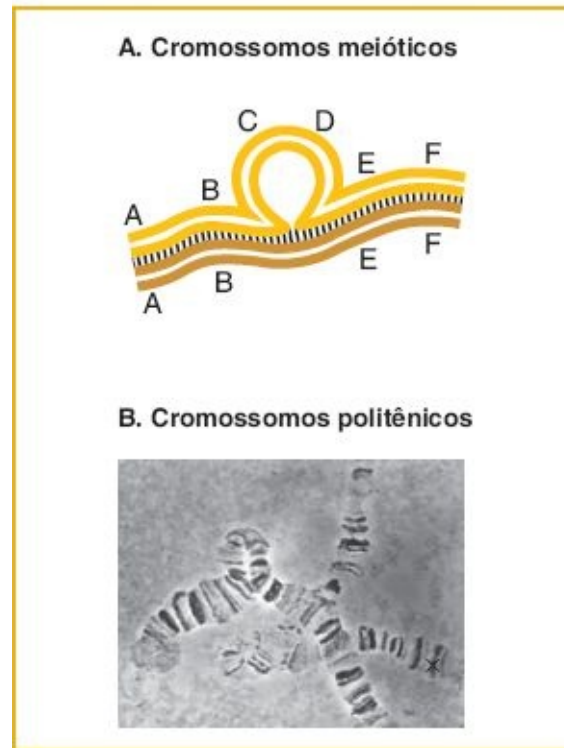 A. Cromossomos meióticos
C D
B E F
A
A B E F
B. Cromossomos politênicos